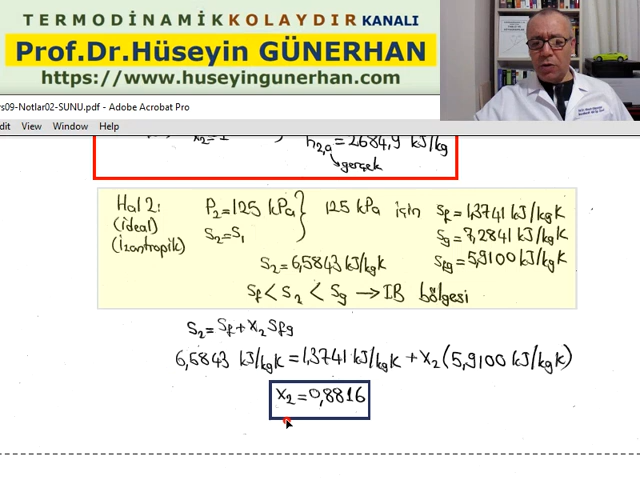 TERMODİNAMİKKOLAYDIR KANALI
Prof.Dr.Hüseyin GÜNERHAN
https://www.huseyingunerhan.com
s09-Notlar02-SUNU.pdf - Adobe Acrobat Pro
dit View Window Help
h₂,a = 2684,9 kJ/kg
gerçek
Hal 2:
(ideal)
(İzantropik)
P₂=125 kPa
S₂=S₁
125 kPa için
Sf=1,3741 kJ/kgK
Sg=7,2841 kJ/kgK
Sfg=5,9100 kJ/kgK
S₂=6,5843 kJ/kgK
Sf < S₂ < Sg → IB bölgesi
S₂=Sf+X₂Sfg
6,5843 kJ/kgK=1,3741 kJ/kgK +X₂(5,9100 kJ/kgK)
X₂=0,8816